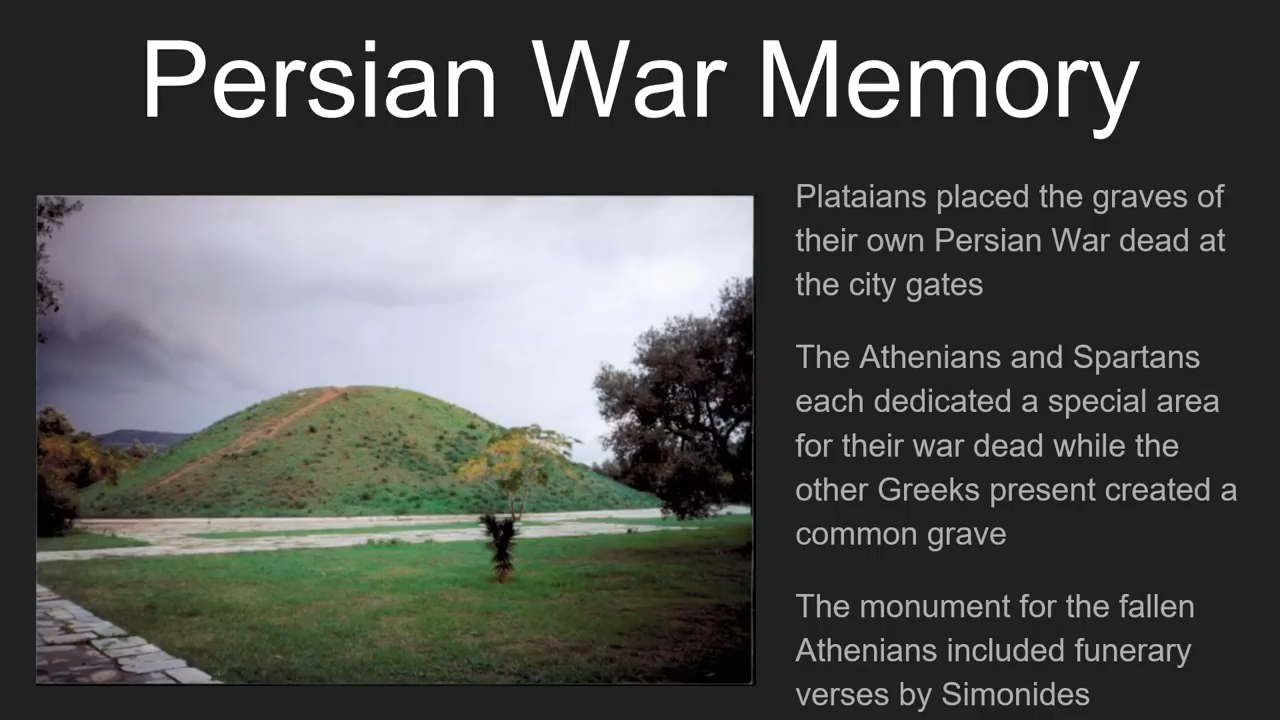 Persian War Memory
Plataians placed the graves of
their own Persian War dead at
the city gates
The Athenians and Spartans
each dedicated a special area
for their war dead while the
other Greeks present created a
common grave
The monument for the fallen
Athenians included funerary
verses by Simonides